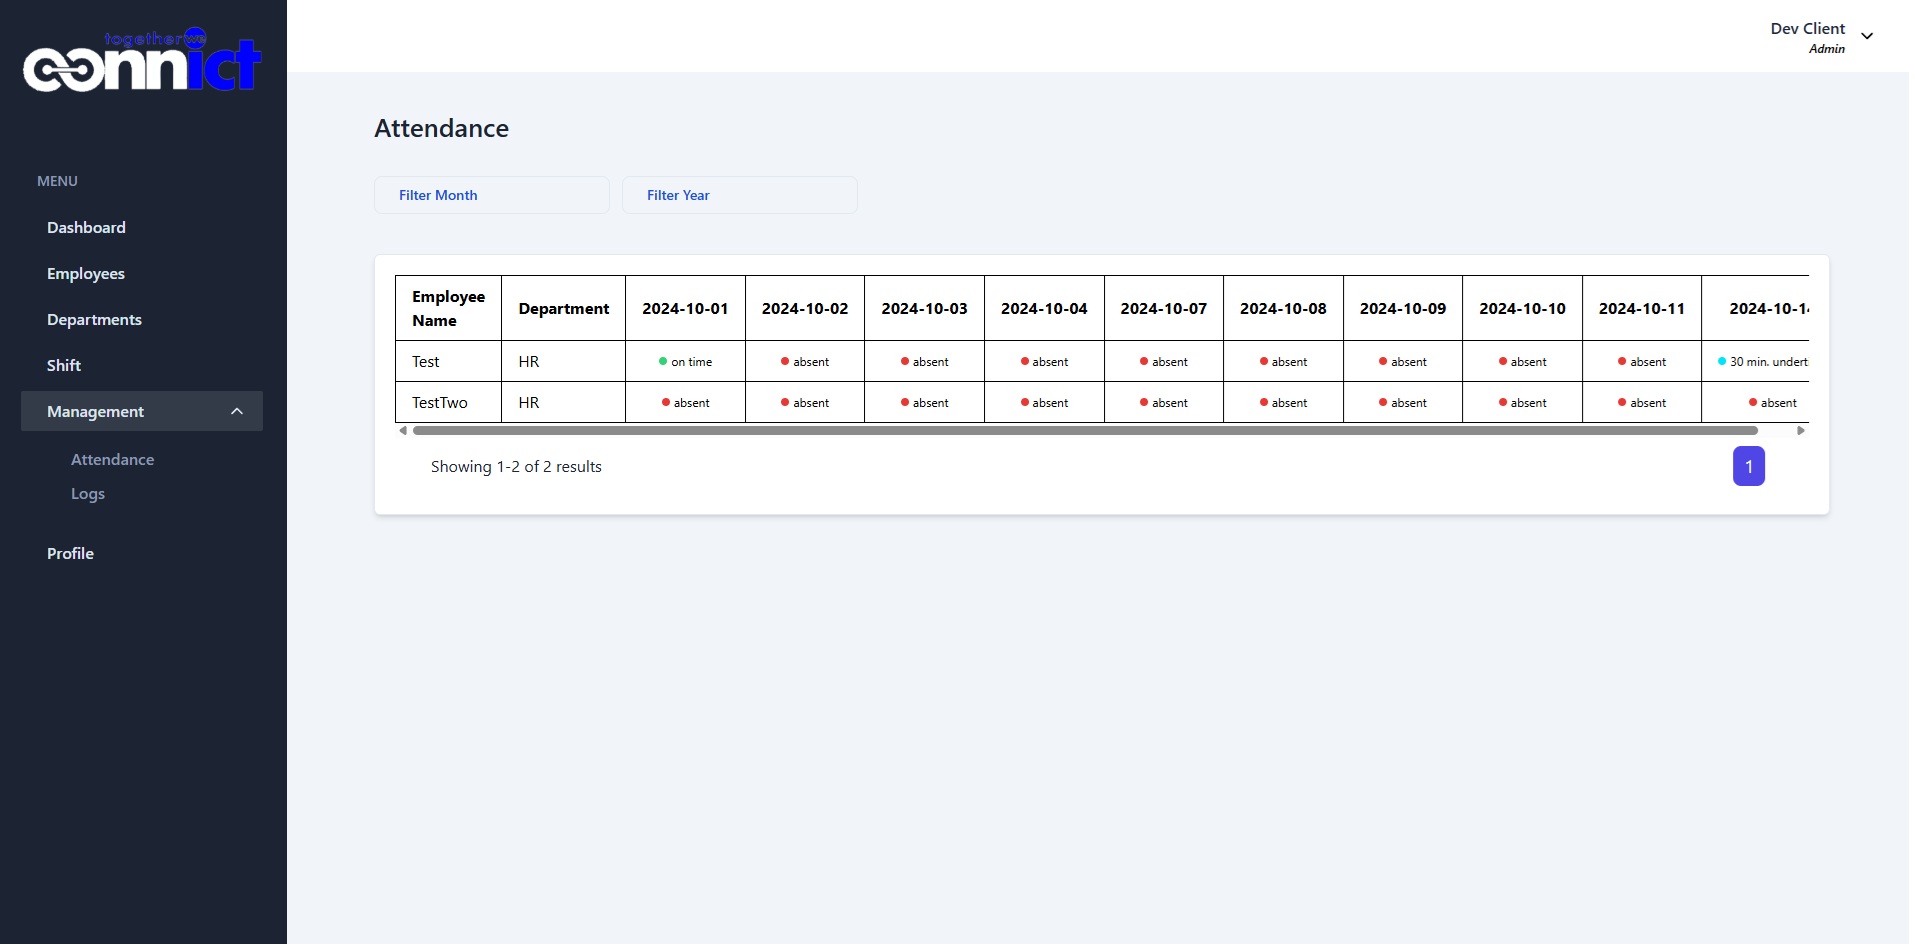 togetherwe
connict
Dev Client
Admin
MENU
Dashboard
Employees
Departments
Shift
Management
Attendance
Logs
Profile
Attendance
Filter Month
Filter Year
Employee Name Department 2024-10-01 2024-10-02 2024-10-03 2024-10-04 2024-10-07 2024-10-08 2024-10-09 2024-10-10 2024-10-11 2024-10-14
Test HR on time absent absent absent absent absent absent absent absent 30 min. underti
TestTwo HR absent absent absent absent absent absent absent absent absent absent
Showing 1-2 of 2 results
1